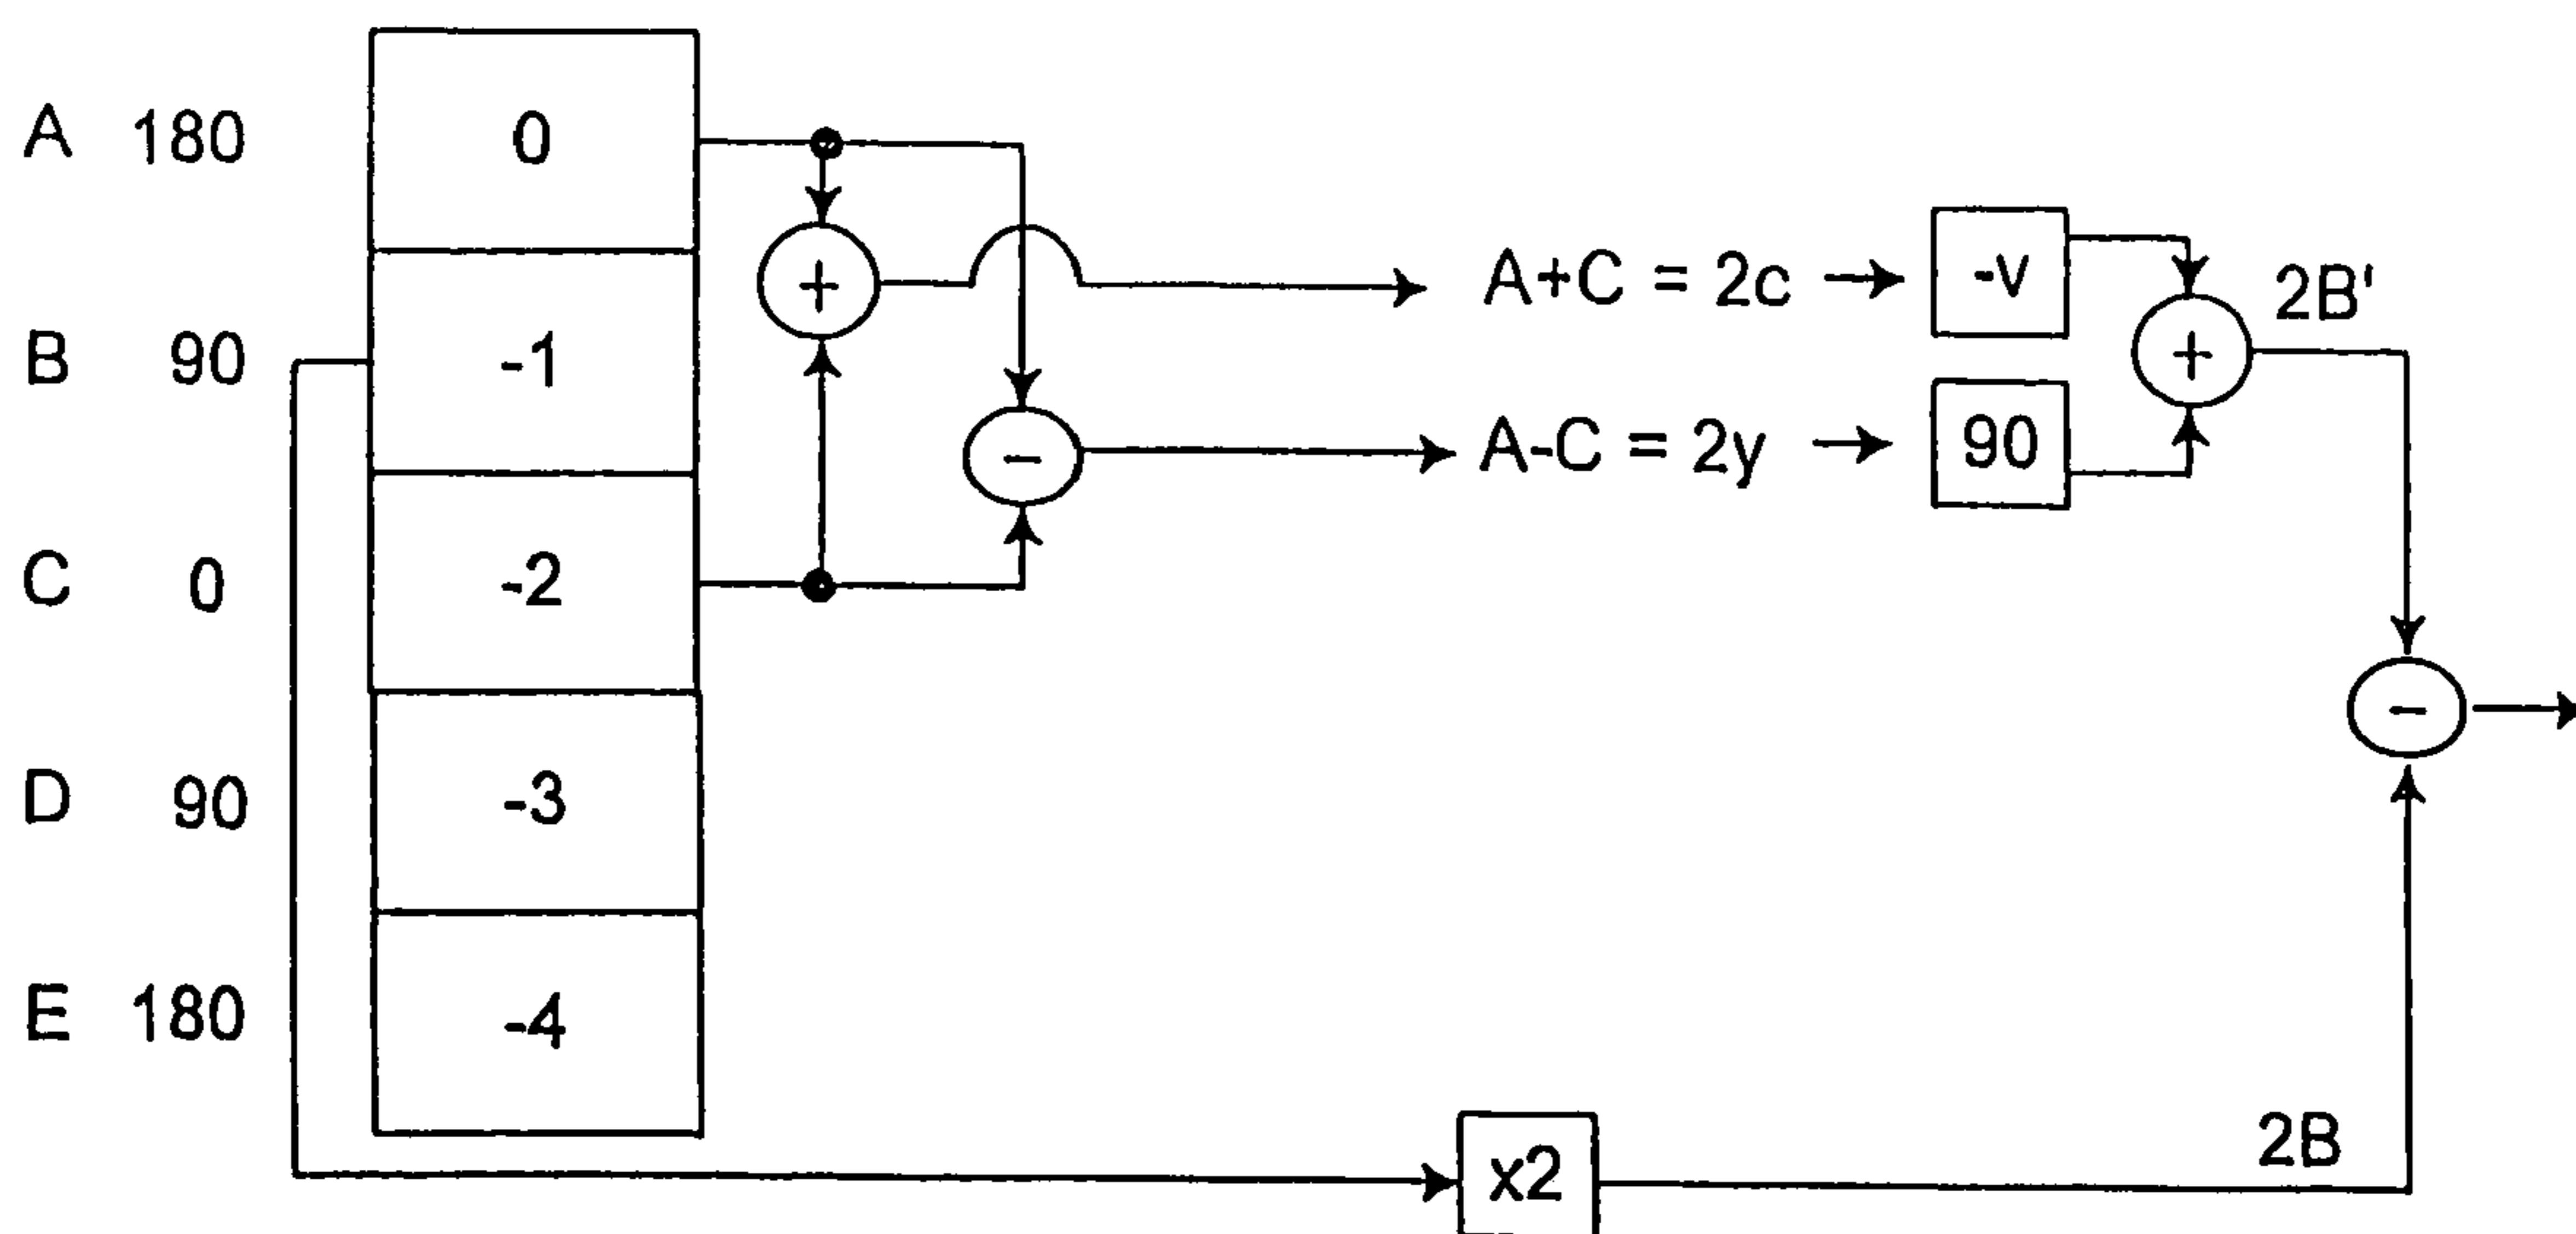 A 180 0
A+C = 2c → -v
+
2B'
B 90 -1
+
A-C = 2y → 90
−
C 0 -2
−
D 90 -3
E 180 -4
2B
x2